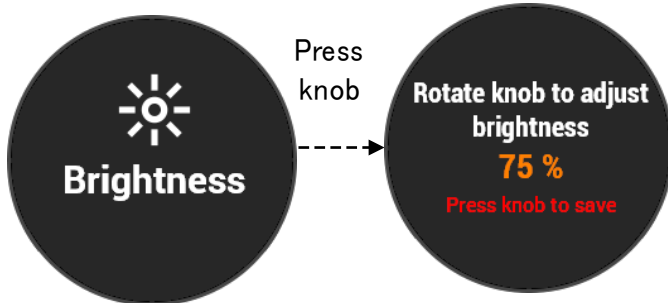 Brightness
Press
knob
Rotate knob to adjust
brightness
75 %
Press knob to save